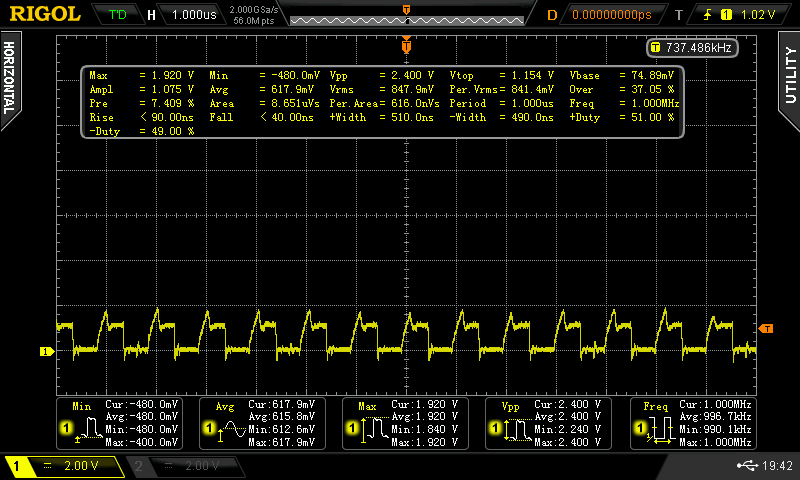 RIGOL T'D H 1.000us 2.000GSa/s 56.0M pts T D 0.00000000ps T 1 1.02 V
HORIZONTAL
UTILITY
T
T 737.486kHz
Max = 1.920 V Min = -480.0mV Vpp = 2.400 V Vtop = 1.154 V Vbase = 74.89mV
Ampl = 1.075 V Avg = 617.9mV Vrms = 847.9mV Per.Vrms= 841.4mV Over = 37.05 %
Pre = 7.409 % Area = 8.651uVs Per.Area= 616.0nVs Period = 1.000us Freq = 1.000MHz
Rise < 90.00ns Fall < 40.00ns +Width = 510.0ns -Width = 490.0ns +Duty = 51.00 %
-Duty = 49.00 %
T
1
Min Cur:-480.0mV Avg:-480.0mV Min:-480.0mV Max:-400.0mV
1
Avg Cur:617.9mV Avg:615.8mV Min:612.6mV Max:617.9mV
1
Max Cur:1.920 V Avg:1.920 V Min:1.840 V Max:1.920 V
1
Vpp Cur:2.400 V Avg:2.400 V Min:2.240 V Max:2.400 V
1
Freq Cur:1.000MHz Avg:996.7kHz Min:990.1kHz Max:1.000MHz
1
1 = 2.00 V 2 = 2.00 V 19:42